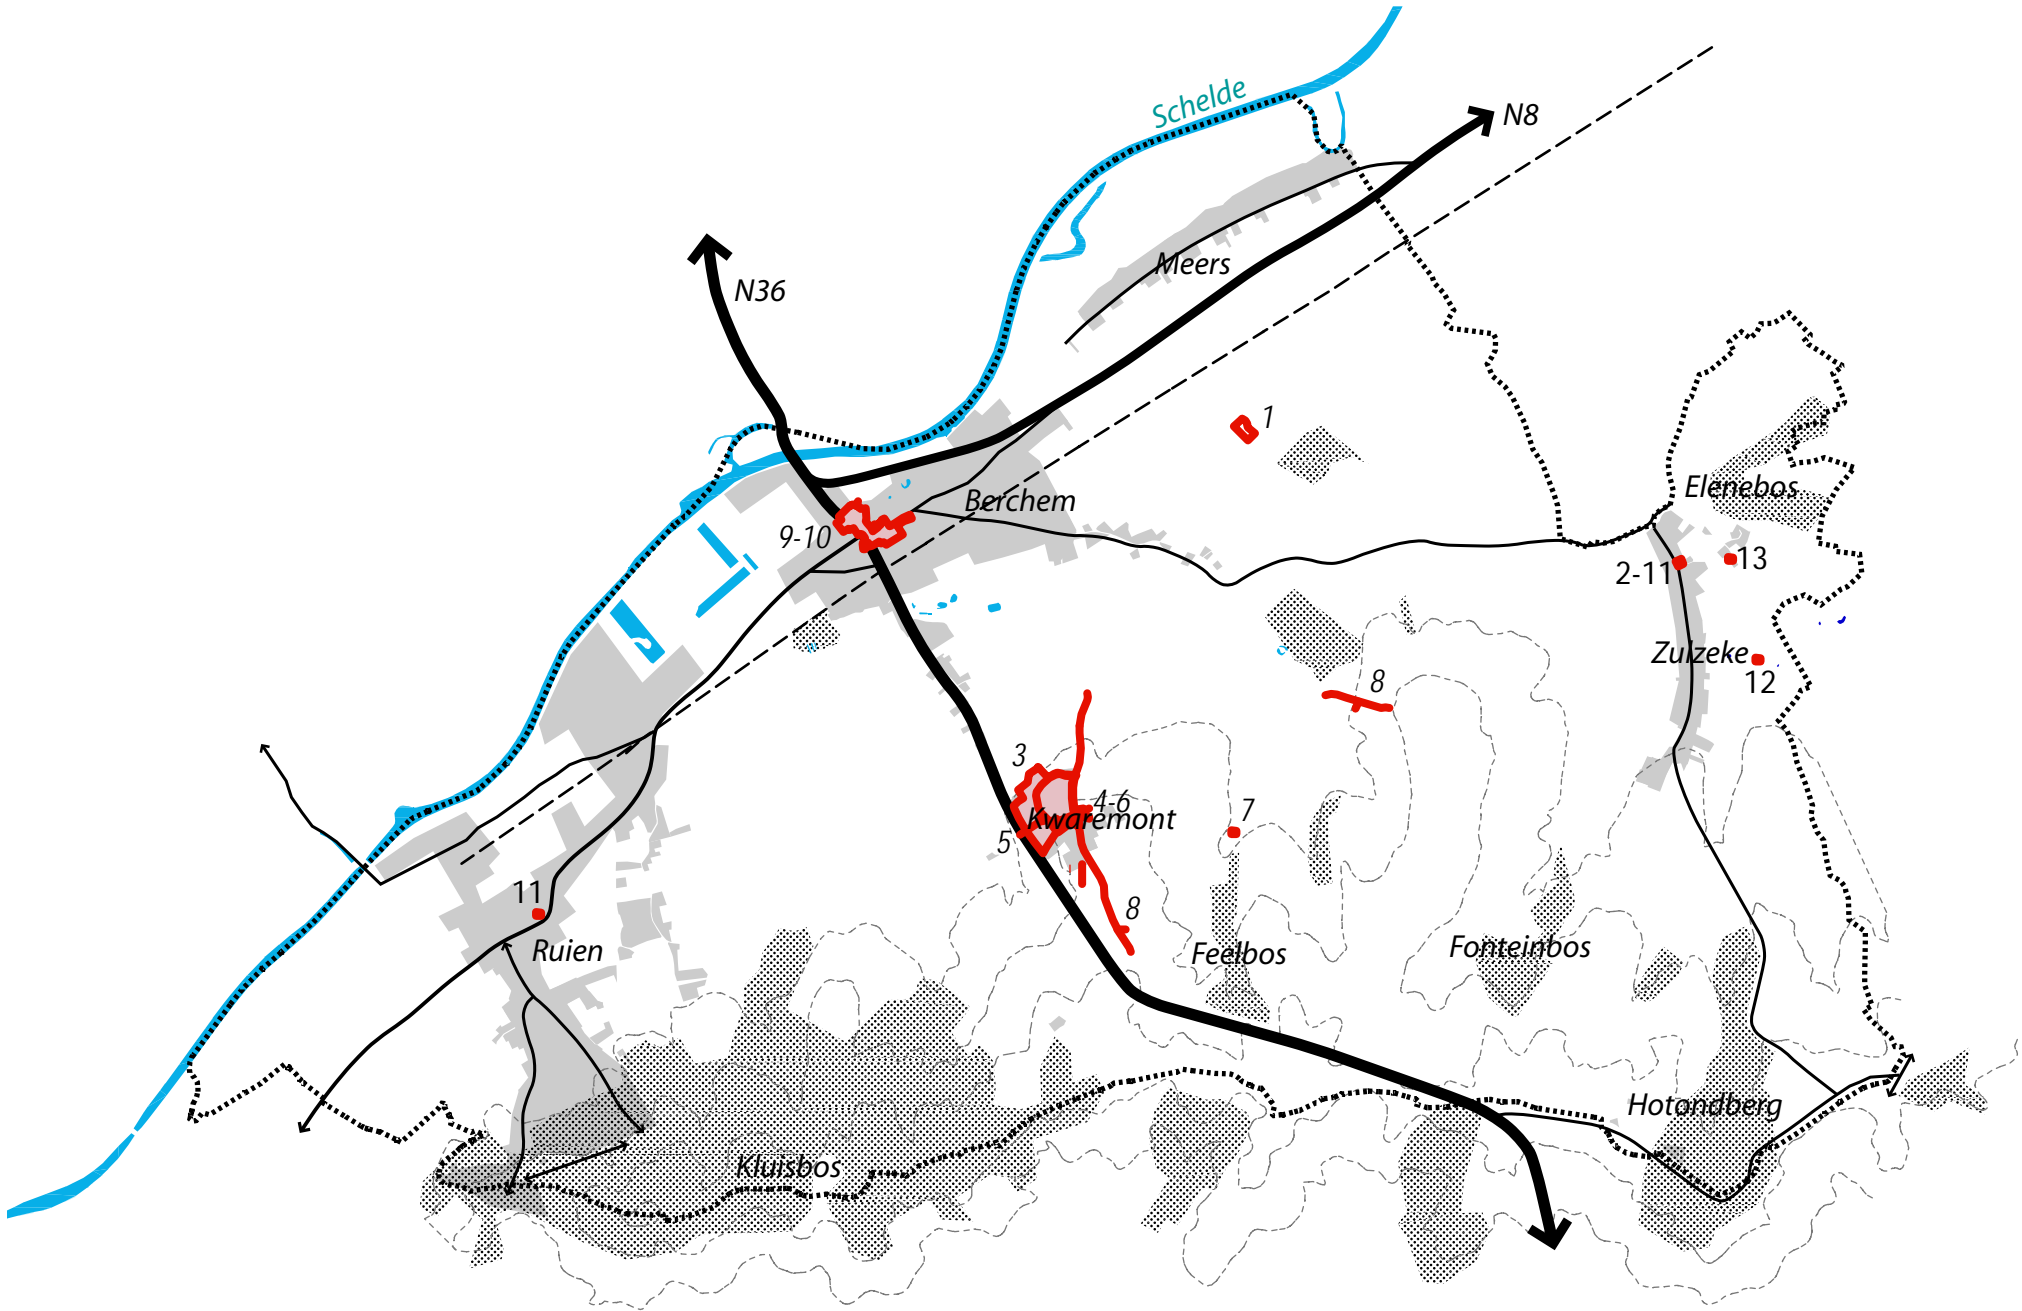 Schelde
N8
N36
Meers
1
Berchem
Elenebos
9-10
2-11
13
Zulzeke
12
8
3
4-6
Kwaremont
7
5
11
8
Ruien
Feelbos
Fonteinbos
Hotondberg
Kluisbos